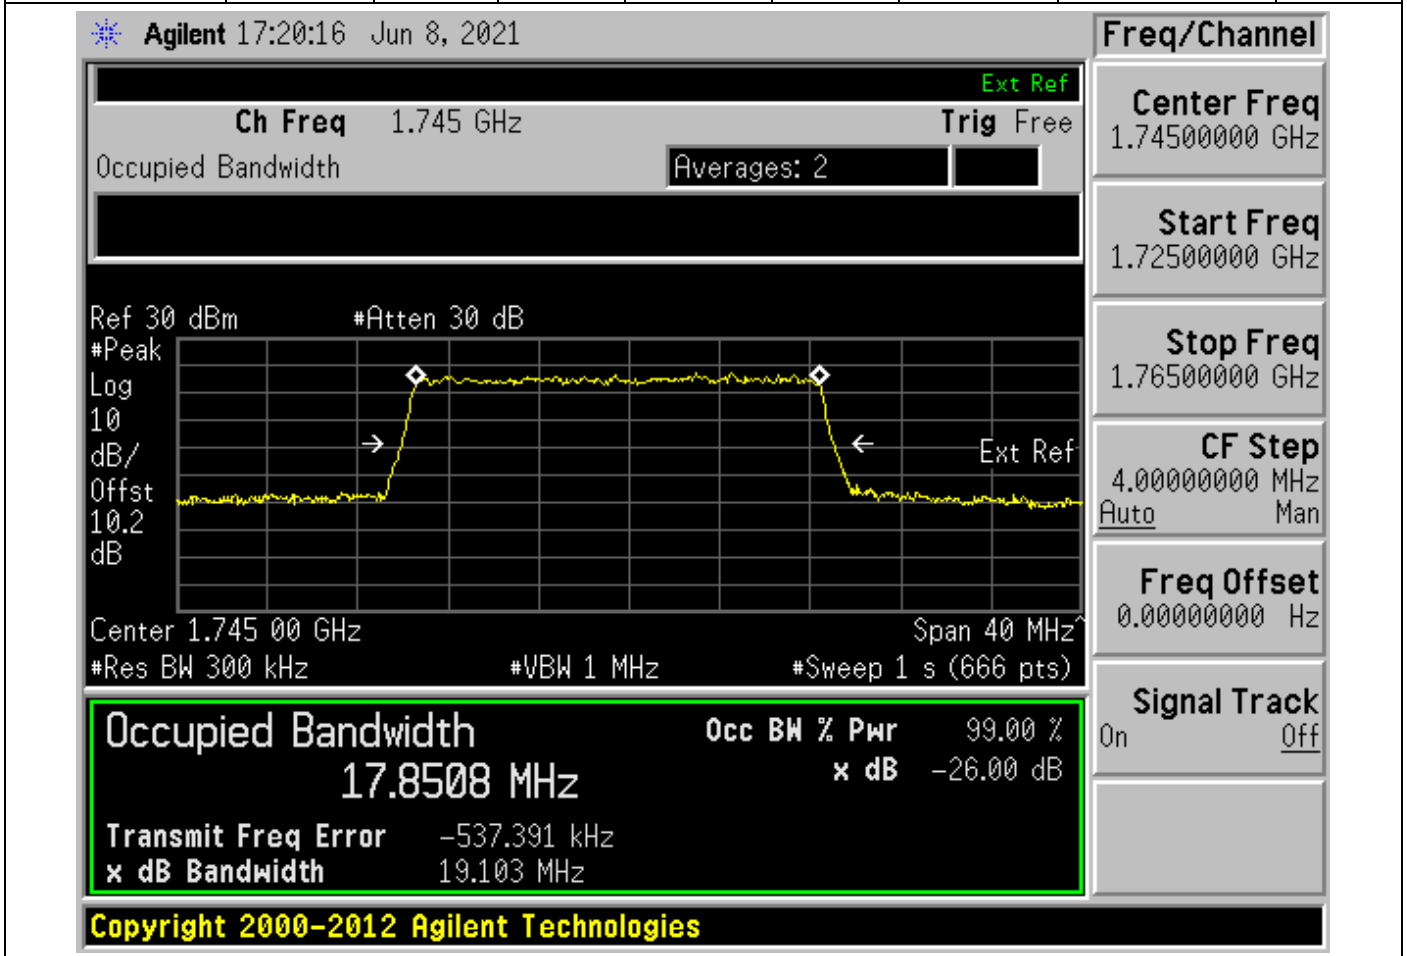 Agilent 17:20:16 Jun 8, 2021
Freq/Channel
Ext Ref
Ch Freq 1.745 GHz Trig Free
Occupied Bandwidth Averages: 2
Ref 30 dBm #Atten 30 dB
#Peak
Log
10
dB/
Offst
10.2
dB
Ext Ref
Center 1.745 00 GHz Span 40 MHz^
#Res BW 300 kHz #VBW 1 MHz #Sweep 1 s (666 pts)
Occupied Bandwidth Occ BW % Pwr 99.00 %
17.8508 MHz x dB -26.00 dB
Transmit Freq Error -537.391 kHz
x dB Bandwidth 19.103 MHz
Copyright 2000-2012 Agilent Technologies
Center Freq
1.74500000 GHz
Start Freq
1.72500000 GHz
Stop Freq
1.76500000 GHz
CF Step
4.00000000 MHz
Auto Man
Freq Offset
0.00000000 Hz
Signal Track
On Off